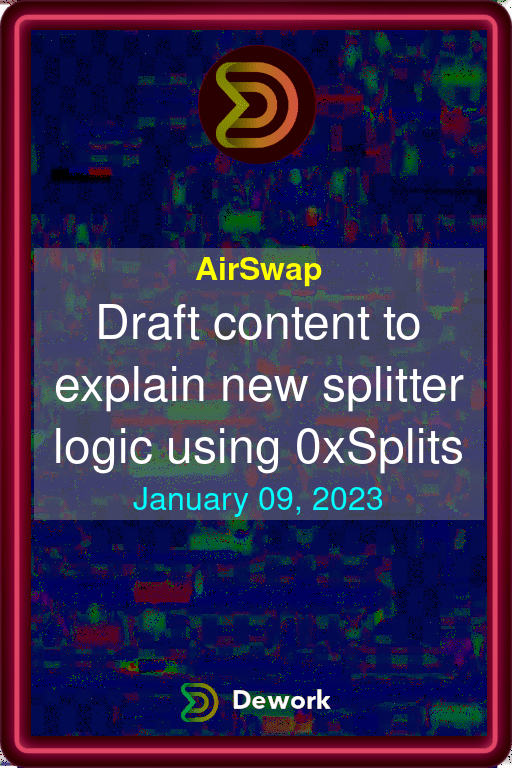 AirSwap
Draft content to
explain new splitter
logic using 0xSplits
January 09, 2023
Dework